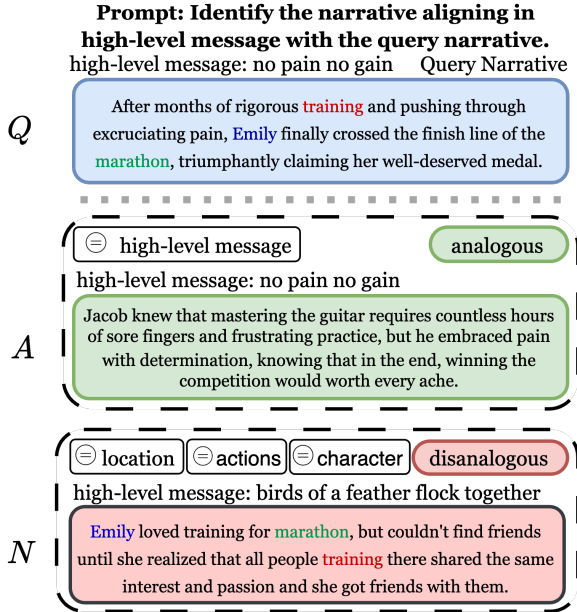 Prompt: Identify the narrative aligning in
high-level message with the query narrative.
high-level message: no pain no gain Query Narrative
Q
After months of rigorous training and pushing through
excruciating pain, Emily finally crossed the finish line of the
marathon, triumphantly claiming her well-deserved medal.
= high-level message analogous
high-level message: no pain no gain
A
Jacob knew that mastering the guitar requires countless hours
of sore fingers and frustrating practice, but he embraced pain
with determination, knowing that in the end, winning the
competition would worth every ache.
= location = actions = character disanalogous
high-level message: birds of a feather flock together
N
Emily loved training for marathon, but couldn't find friends
until she realized that all people training there shared the same
interest and passion and she got friends with them.